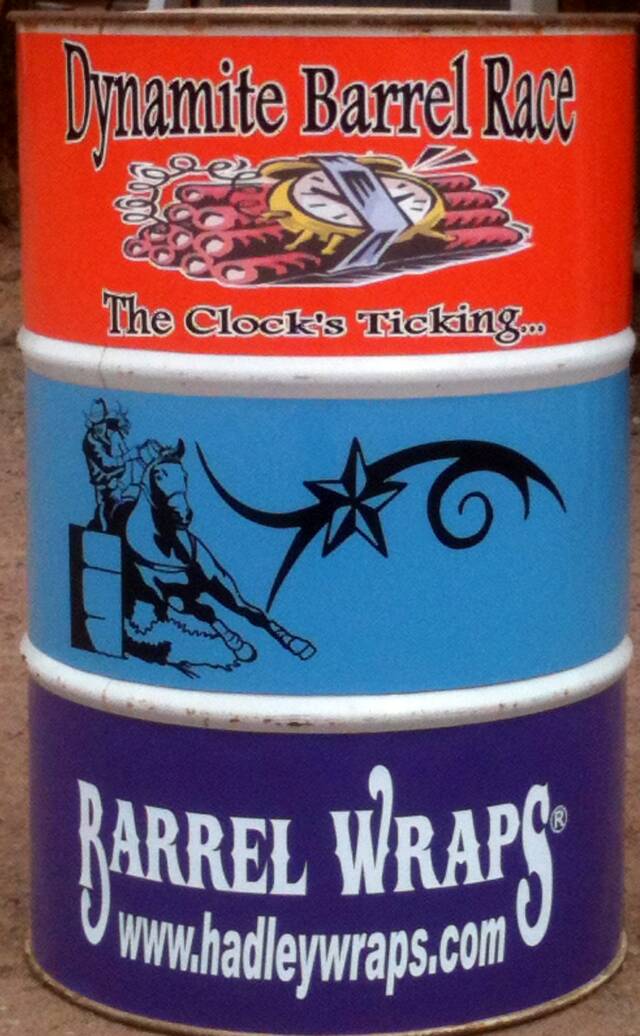 Dynamite Barrel Race
The Clock's Ticking...
BARREL WRAPS®
www.hadleywraps.com